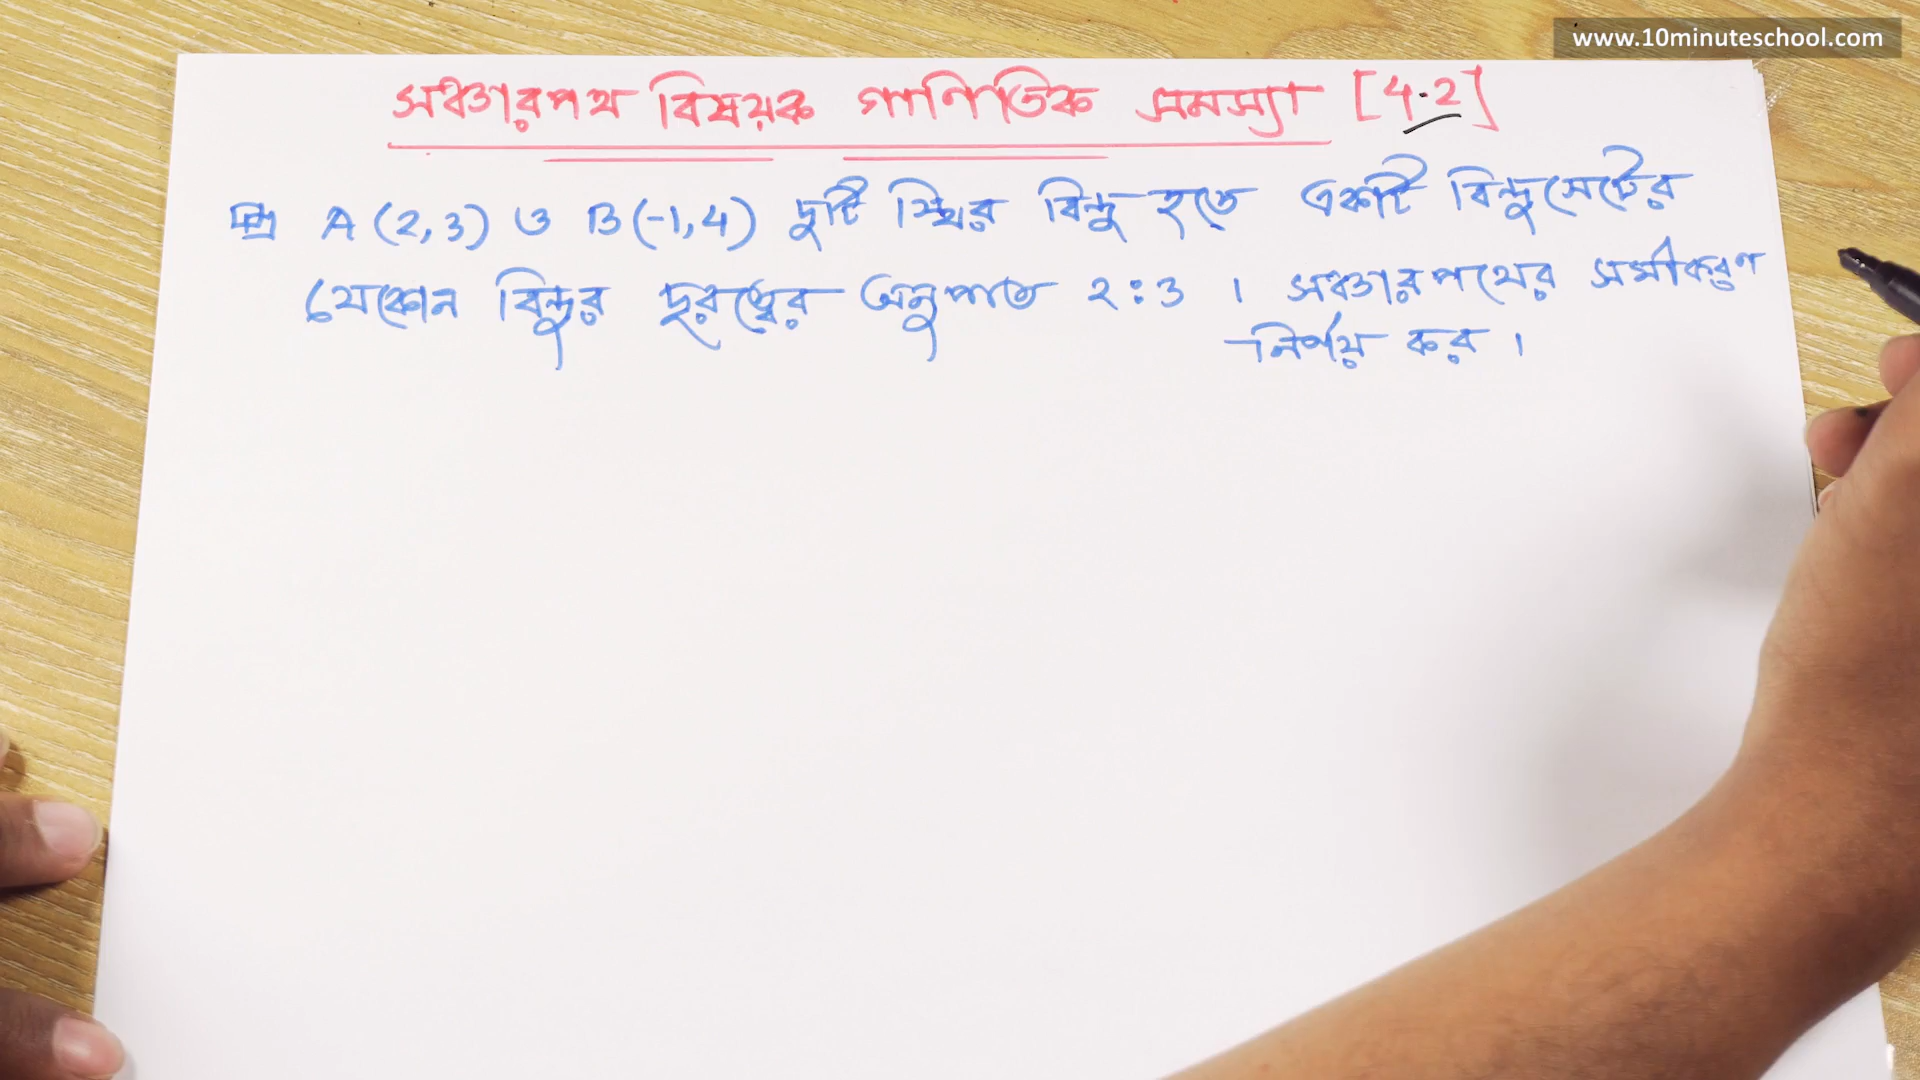 www.10minuteschool.com
সঞ্চারপথ বিষয়ক গাণিতিক সমস্যা [4.2]
A (2,3) ও B (-1,4) দুটি স্থির বিন্দু হতে একটি বিন্দুসেটের
যেকোন বিন্দুর দূরত্বের অনুপাত ২:3 । সঞ্চারপথের সমীকরণ
নির্ণয় কর ।